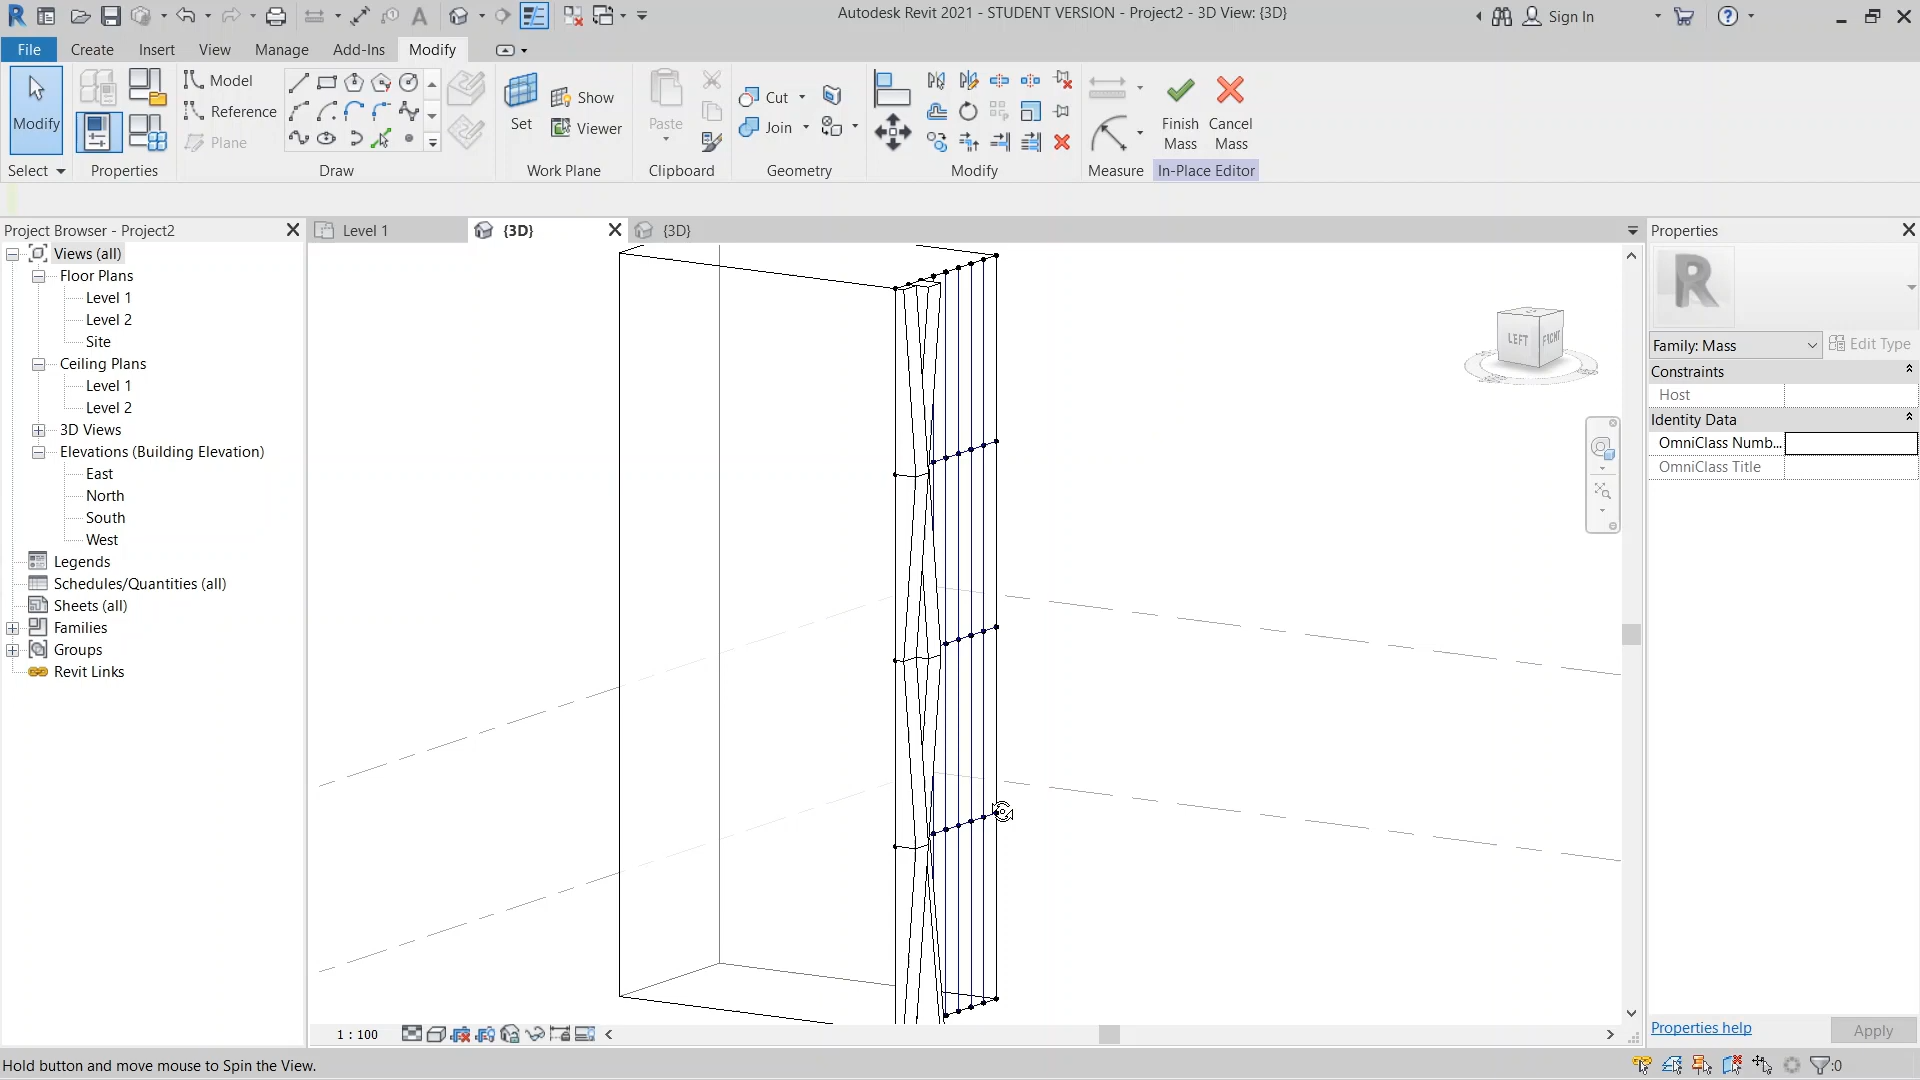 Autodesk Revit 2021 - STUDENT VERSION - Project2 - 3D View: {3D}
Sign In
File
Create
Insert
View
Manage
Add-Ins
Modify
Modify
Select
Properties
Model
Reference
Plane
Draw
Set
Show
Viewer
Work Plane
Paste
Clipboard
Cut
Join
Geometry
Modify
Measure
Finish
Mass
Cancel
Mass
In-Place Editor
Project Browser - Project2
Views (all)
Floor Plans
Level 1
Level 2
Site
Ceiling Plans
Level 1
Level 2
3D Views
Elevations (Building Elevation)
East
North
South
West
Legends
Schedules/Quantities (all)
Sheets (all)
Families
Groups
Revit Links
Level 1
{3D}
{3D}
LEFT
Properties
R
Family: Mass
Edit Type
Constraints
Host
Identity Data
OmniClass Numb...
OmniClass Title
Properties help
Apply
1 : 100
Hold button and move mouse to Spin the View.
:0